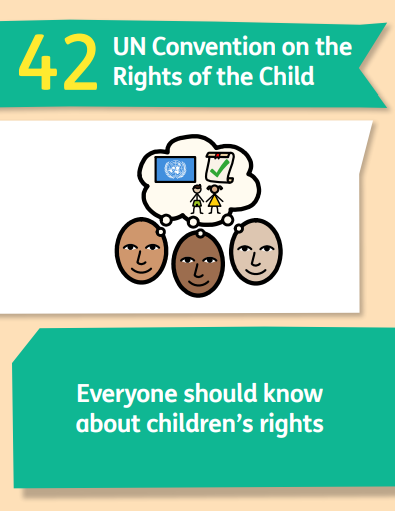 42
UN Convention on the
Rights of the Child
Everyone should know
about children’s rights